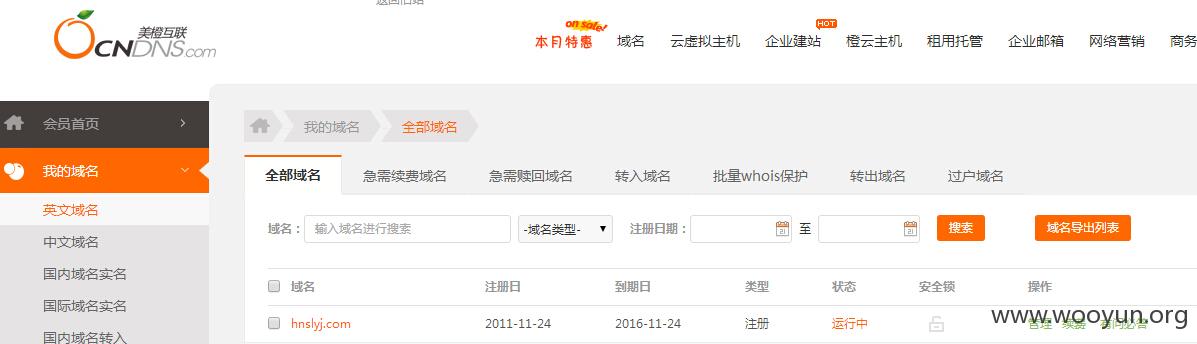 返回旧站
美橙互联
CNDNS.com
on sale!
HOT
本月特惠 域名 云虚拟主机 企业建站 橙云主机 租用托管 企业邮箱 网络营销 商务
会员首页
我的域名
英文域名
中文域名
国内域名实名
国际域名实名
国内域名转入
我的域名 全部域名
全部域名 急需续费域名 急需赎回域名 转入域名 批量whois保护 转出域名 过户域名
域名： 输入域名进行搜索 -域名类型- 注册日期： 至 搜索 域名导出列表
域名 注册日 到期日 类型 状态 安全锁 操作
hnslyj.com 2011-11-24 2016-11-24 注册 运行中 管理 续费 有问必答
www.wooyun.org